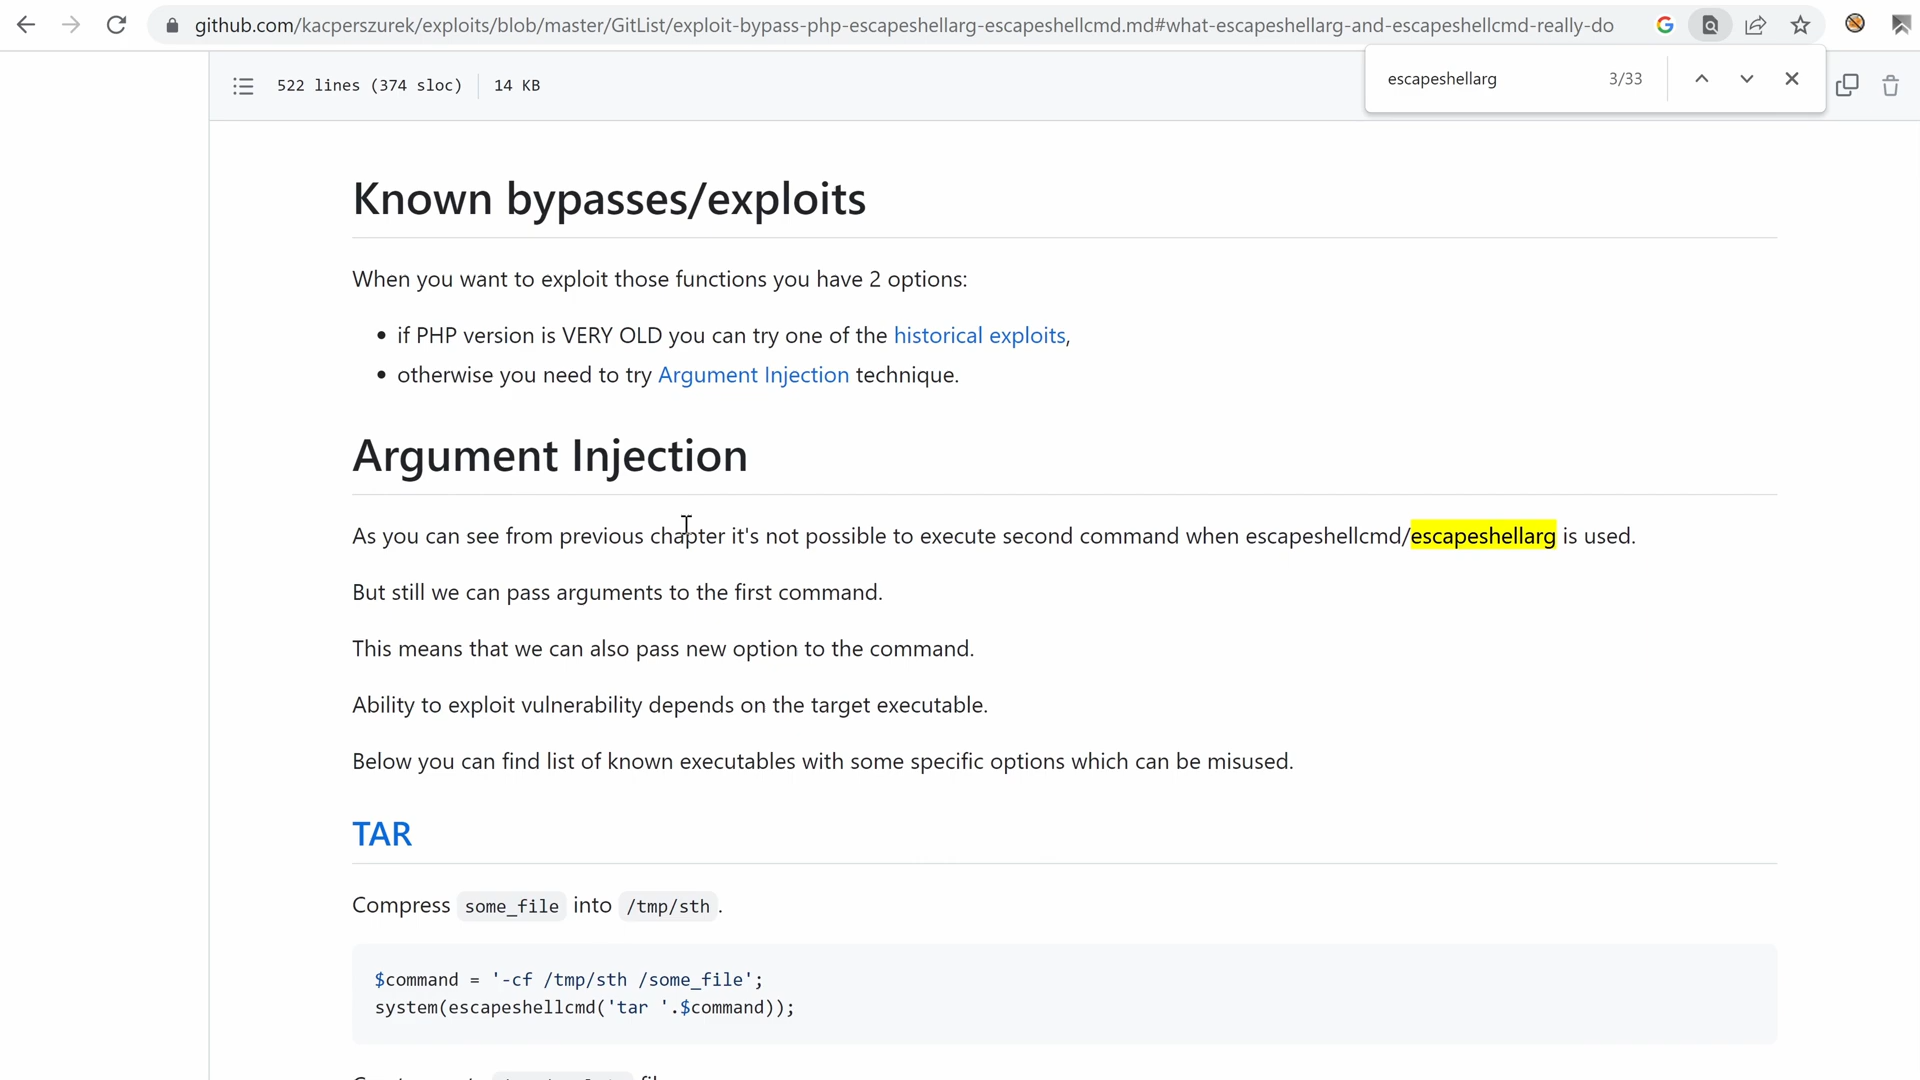 github.com/kacperszurek/exploits/blob/master/GitList/exploit-bypass-php-escapeshellarg-escapeshellcmd.md#what-escapeshellarg-and-escapeshellcmd-really-do
escapeshellarg 3/33
522 lines (374 sloc) 14 KB
Known bypasses/exploits
When you want to exploit those functions you have 2 options:
• if PHP version is VERY OLD you can try one of the historical exploits,
• otherwise you need to try Argument Injection technique.
Argument Injection
As you can see from previous chapter it's not possible to execute second command when escapeshellcmd/escapeshellarg is used.
But still we can pass arguments to the first command.
This means that we can also pass new option to the command.
Ability to exploit vulnerability depends on the target executable.
Below you can find list of known executables with some specific options which can be misused.
TAR
Compress some_file into /tmp/sth.
$command = '-cf /tmp/sth /some_file';
system(escapeshellcmd('tar '.$command));